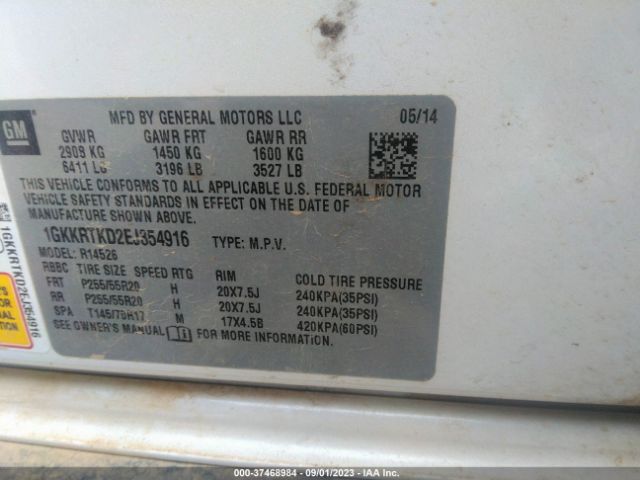 GM
MFD BY GENERAL MOTORS LLC 05/14
GVWR GAWR FRT GAWR RR
2908 KG 1450 KG 1600 KG
6411 LB 3196 LB 3527 LB
THIS VEHICLE CONFORMS TO ALL APPLICABLE U.S. FEDERAL MOTOR
VEHICLE SAFETY STANDARDS IN EFFECT ON THE DATE OF
MANUFACTURE SHOWN ABOVE.
1GKKRTKD2EJ354916 TYPE: M.P.V.
MODEL: R14526
RBBC TIRE SIZE SPEED RTG RIM COLD TIRE PRESSURE
FRT P255/55R20 H 20X7.5J 240KPA(35PSI)
RR P255/55R20 H 20X7.5J 240KPA(35PSI)
SPA T145/70R17 M 17X4.5B 420KPA(60PSI)
SEE OWNER'S MANUAL FOR MORE INFORMATION.
1GKKRTKD2EJ354916
000-37468984 - 09/01/2023 - IAA Inc.